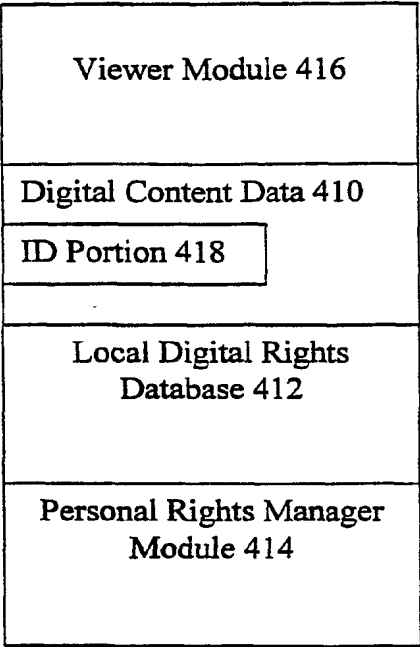 Viewer Module 416
Digital Content Data 410
ID Portion 418
Local Digital Rights
Database 412
Personal Rights Manager
Module 414